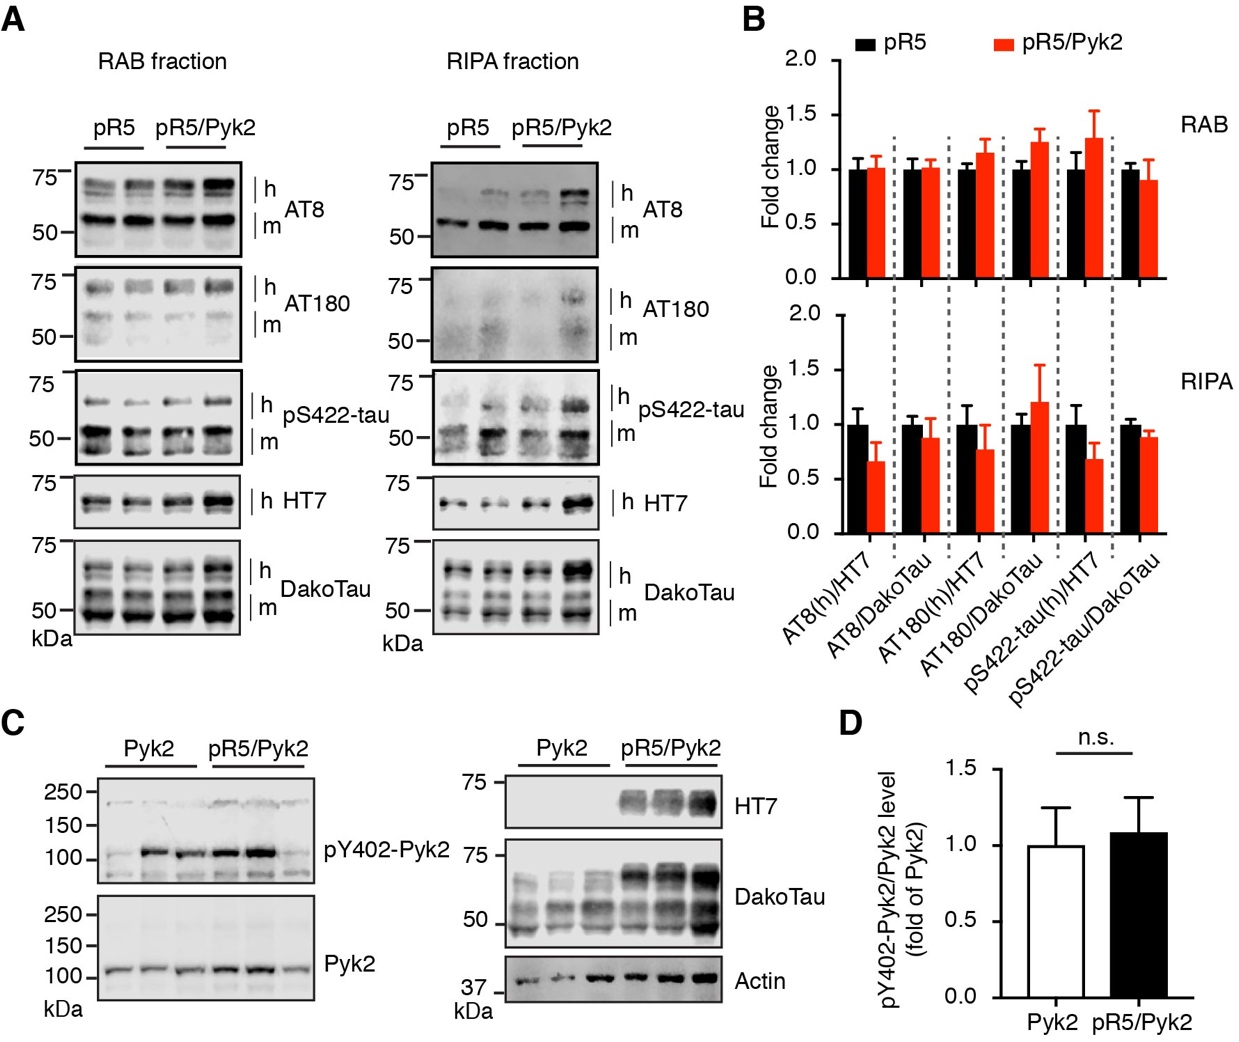 A
RAB fraction
RIPA fraction
pR5 pR5/Pyk2
pR5 pR5/Pyk2
75
50
h
m
AT8
75
50
h
m
AT8
75
50
h
m
AT180
75
50
h
m
AT180
75
50
h
m
pS422-tau
75
50
h
m
pS422-tau
75
h HT7
75
h HT7
75
50
kDa
h
m
DakoTau
75
50
kDa
h
m
DakoTau
B
pR5
pR5/Pyk2
Fold change
2.0
1.5
1.0
0.5
0.0
RAB
Fold change
2.0
1.5
1.0
0.5
0.0
RIPA
AT8(h)/HT7
AT8/DakoTau
AT180(h)/HT7
AT180/DakoTau
pS422-tau(h)/HT7
pS422-tau/DakoTau
C
Pyk2 pR5/Pyk2
250
150
100
pY402-Pyk2
250
150
100
kDa
Pyk2
Pyk2 pR5/Pyk2
75
HT7
75
50
DakoTau
37
kDa
Actin
D
n.s.
pY402-Pyk2/Pyk2 level
(fold of Pyk2)
1.5
1.0
0.5
0.0
Pyk2 pR5/Pyk2